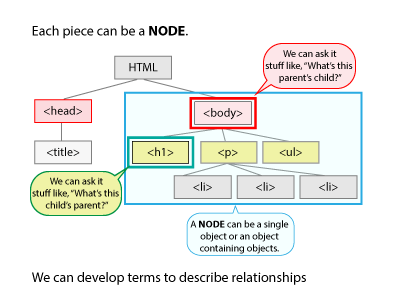 Each piece can be a NODE.
We can ask it
stuff like, "What's this
parent's child?"
HTML
<head>
<body>
<title>
<h1>
<p>
<ul>
We can ask it
stuff like, "What's this
child's parent?"
<li>
<li>
<li>
A NODE can be a single
object or an object
containing objects.
We can develop terms to describe relationships